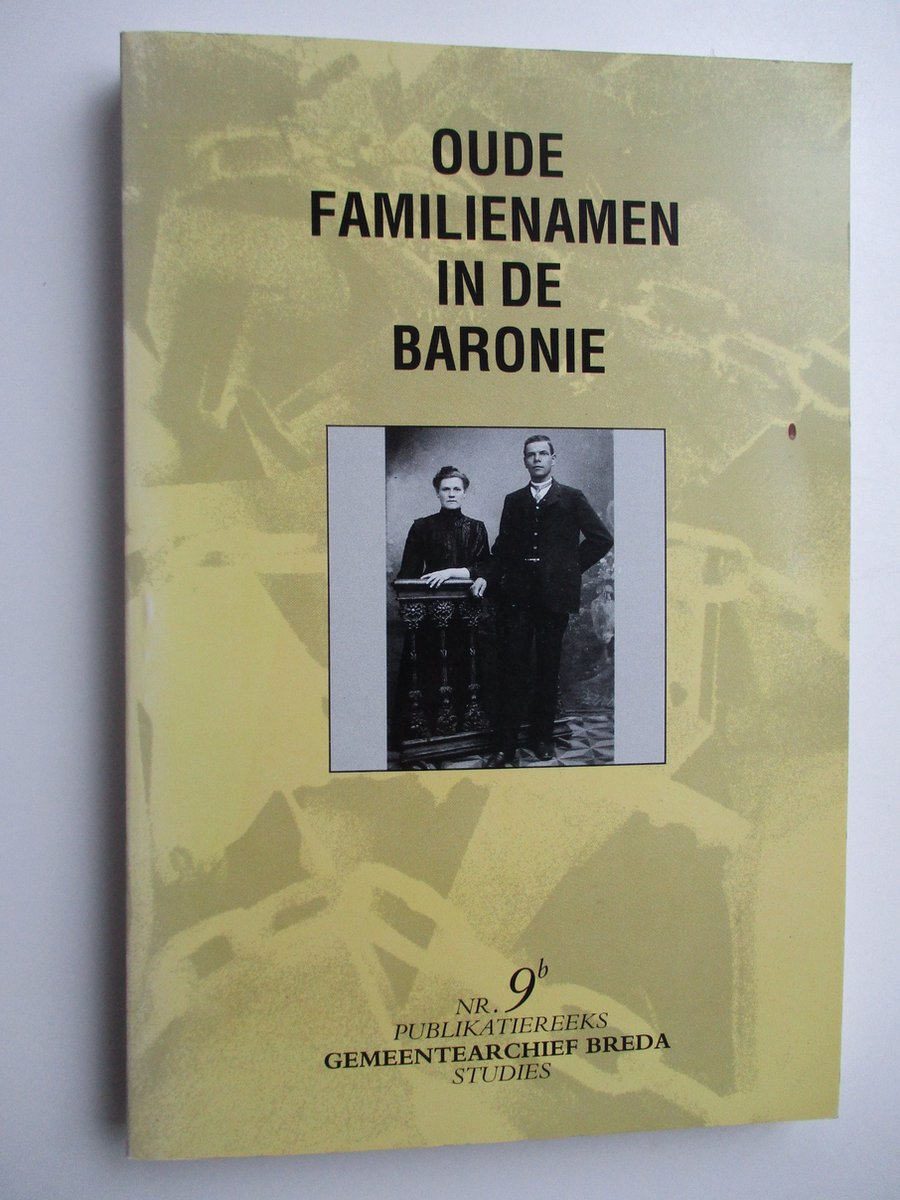 OUDE
FAMILIENAMEN
IN DE
BARONIE
NR. 9b
PUBLIKATIEREEKS
GEMEENTEARCHIEF BREDA
STUDIES